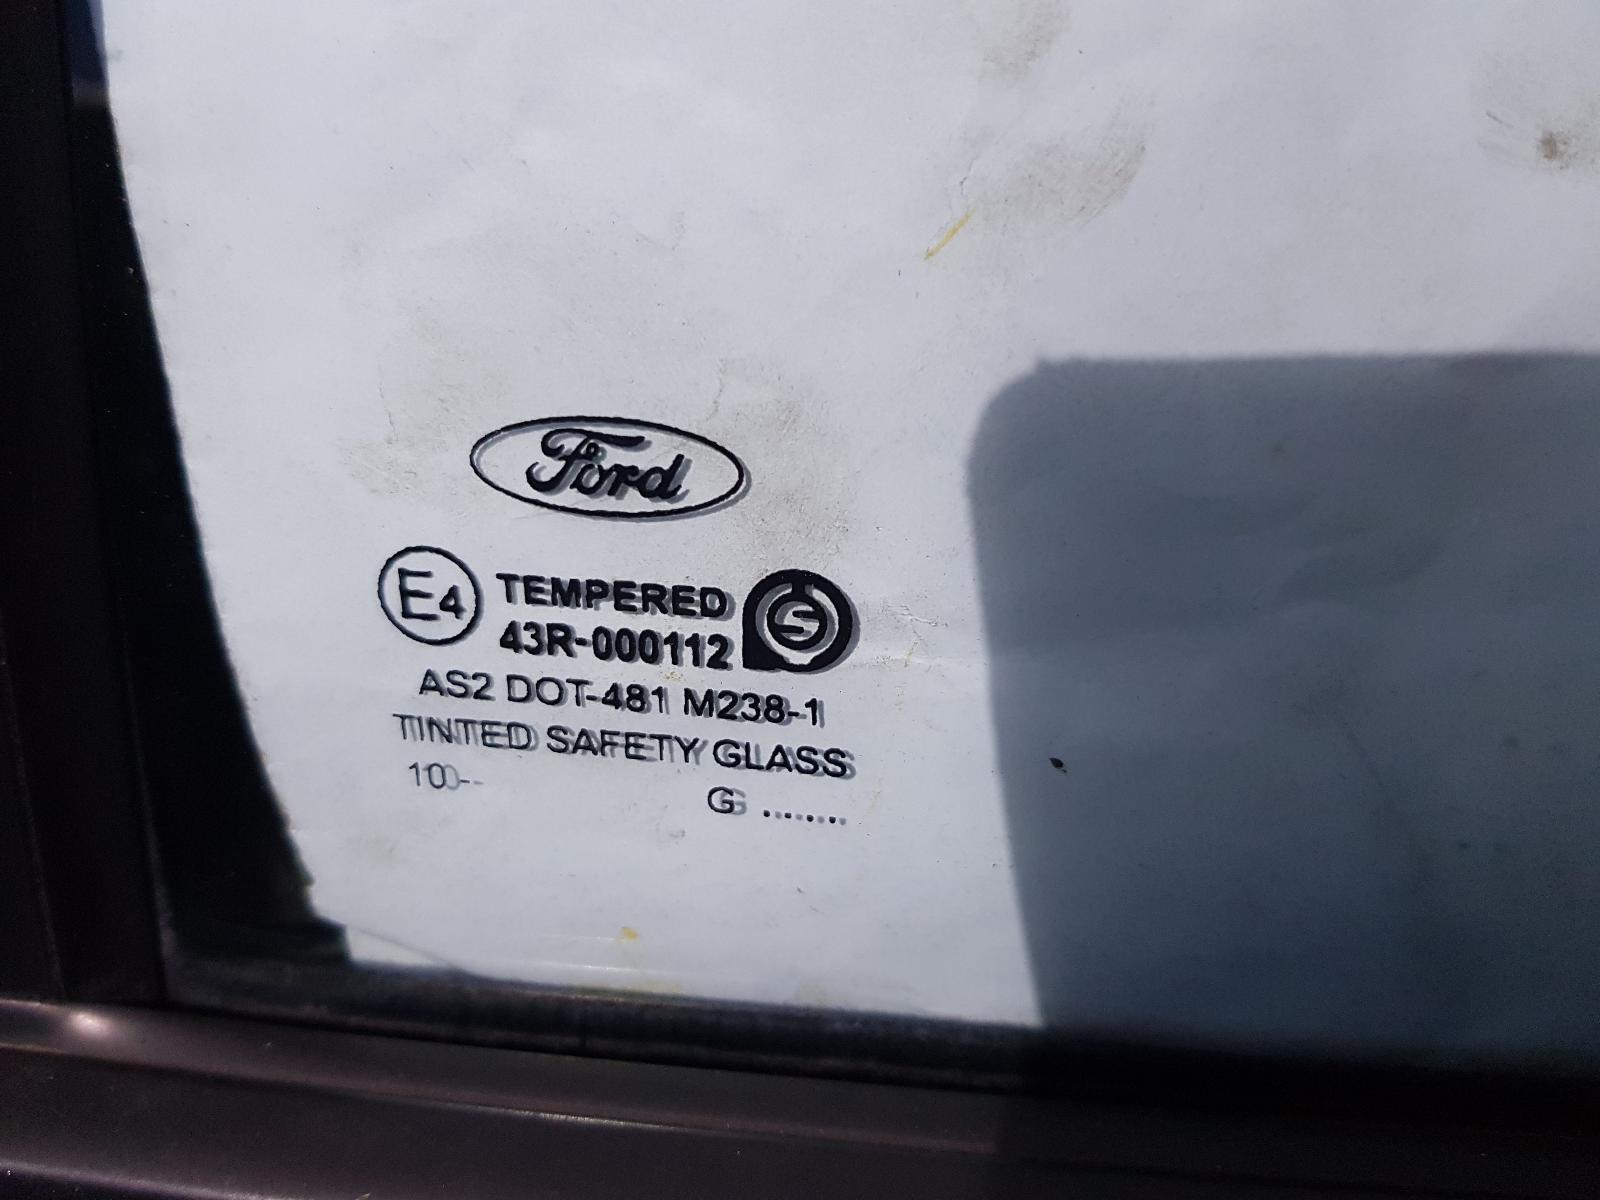 Ford
E4 TEMPERED
43R-000112
AS2 DOT-481 M238-1
TINTED SAFETY GLASS
100-- G ........